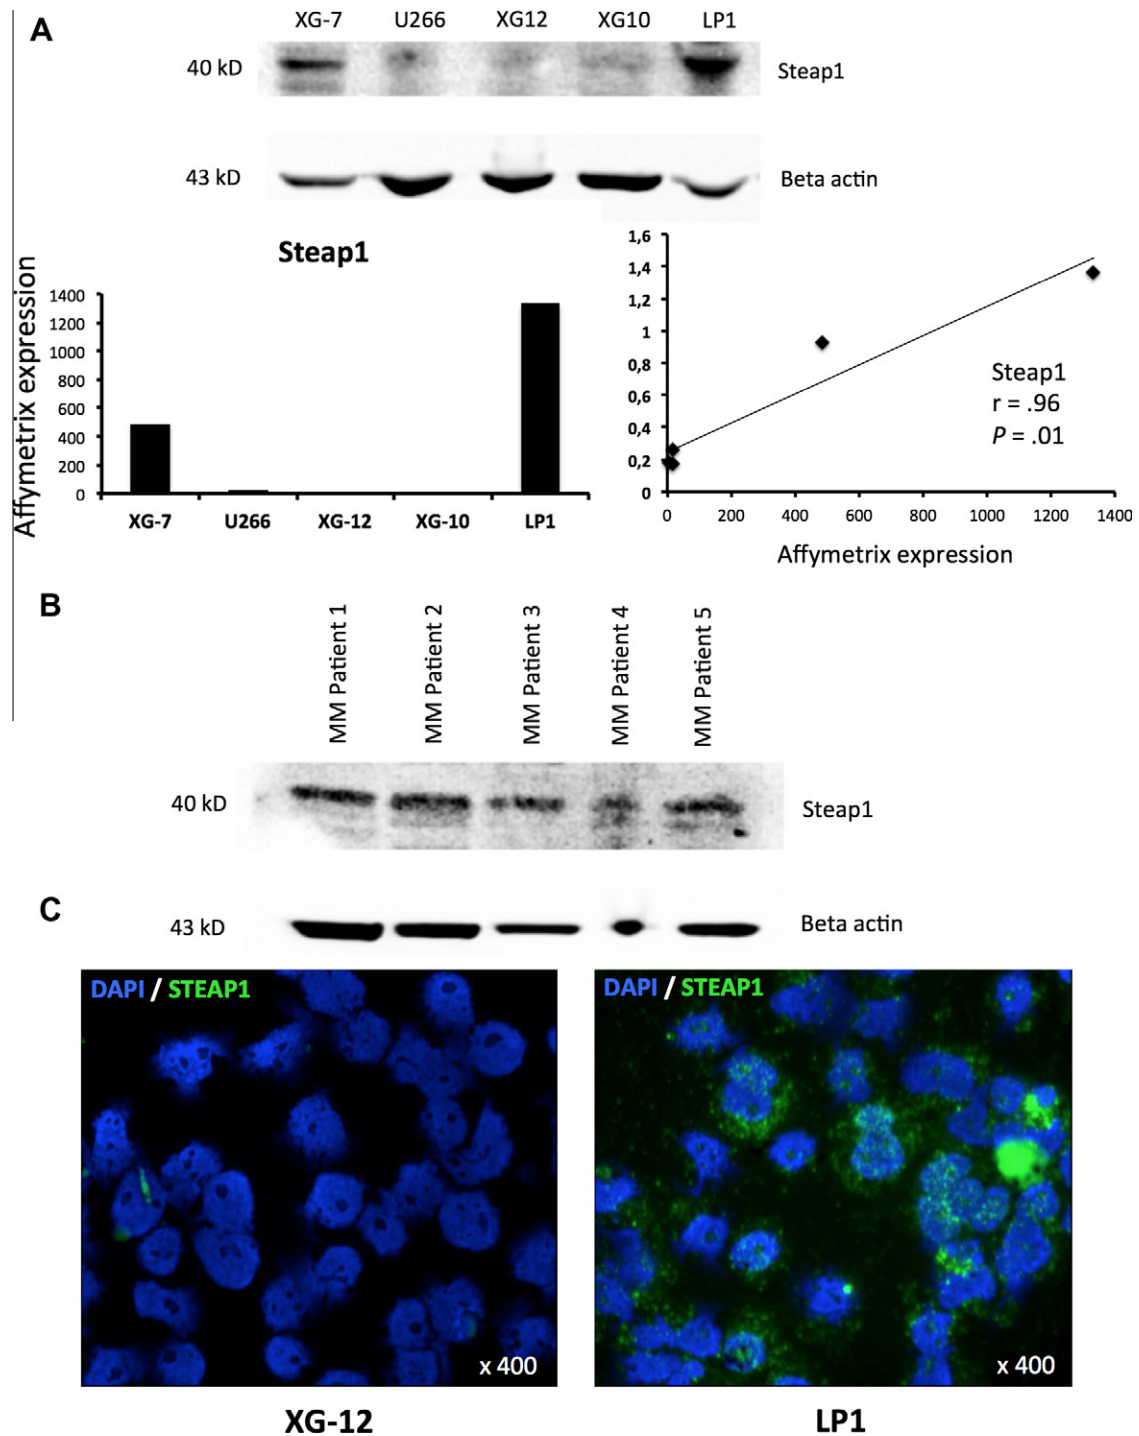 A
XG-7 U266 XG12 XG10 LP1
40 kD Steap1
43 kD Beta actin
Steap1
Affymetrix expression
1400
1200
1000
800
600
400
200
0
XG-7 U266 XG-12 XG-10 LP1
1,6
1,4
1,2
1
0,8
0,6
0,4
0,2
0
Steap1
r = .96
P = .01
0 200 400 600 800 1000 1200 1400
Affymetrix expression
B
MM Patient 1
MM Patient 2
MM Patient 3
MM Patient 4
MM Patient 5
40 kD Steap1
C
43 kD Beta actin
DAPI / STEAP1
x 400
XG-12
DAPI / STEAP1
x 400
LP1